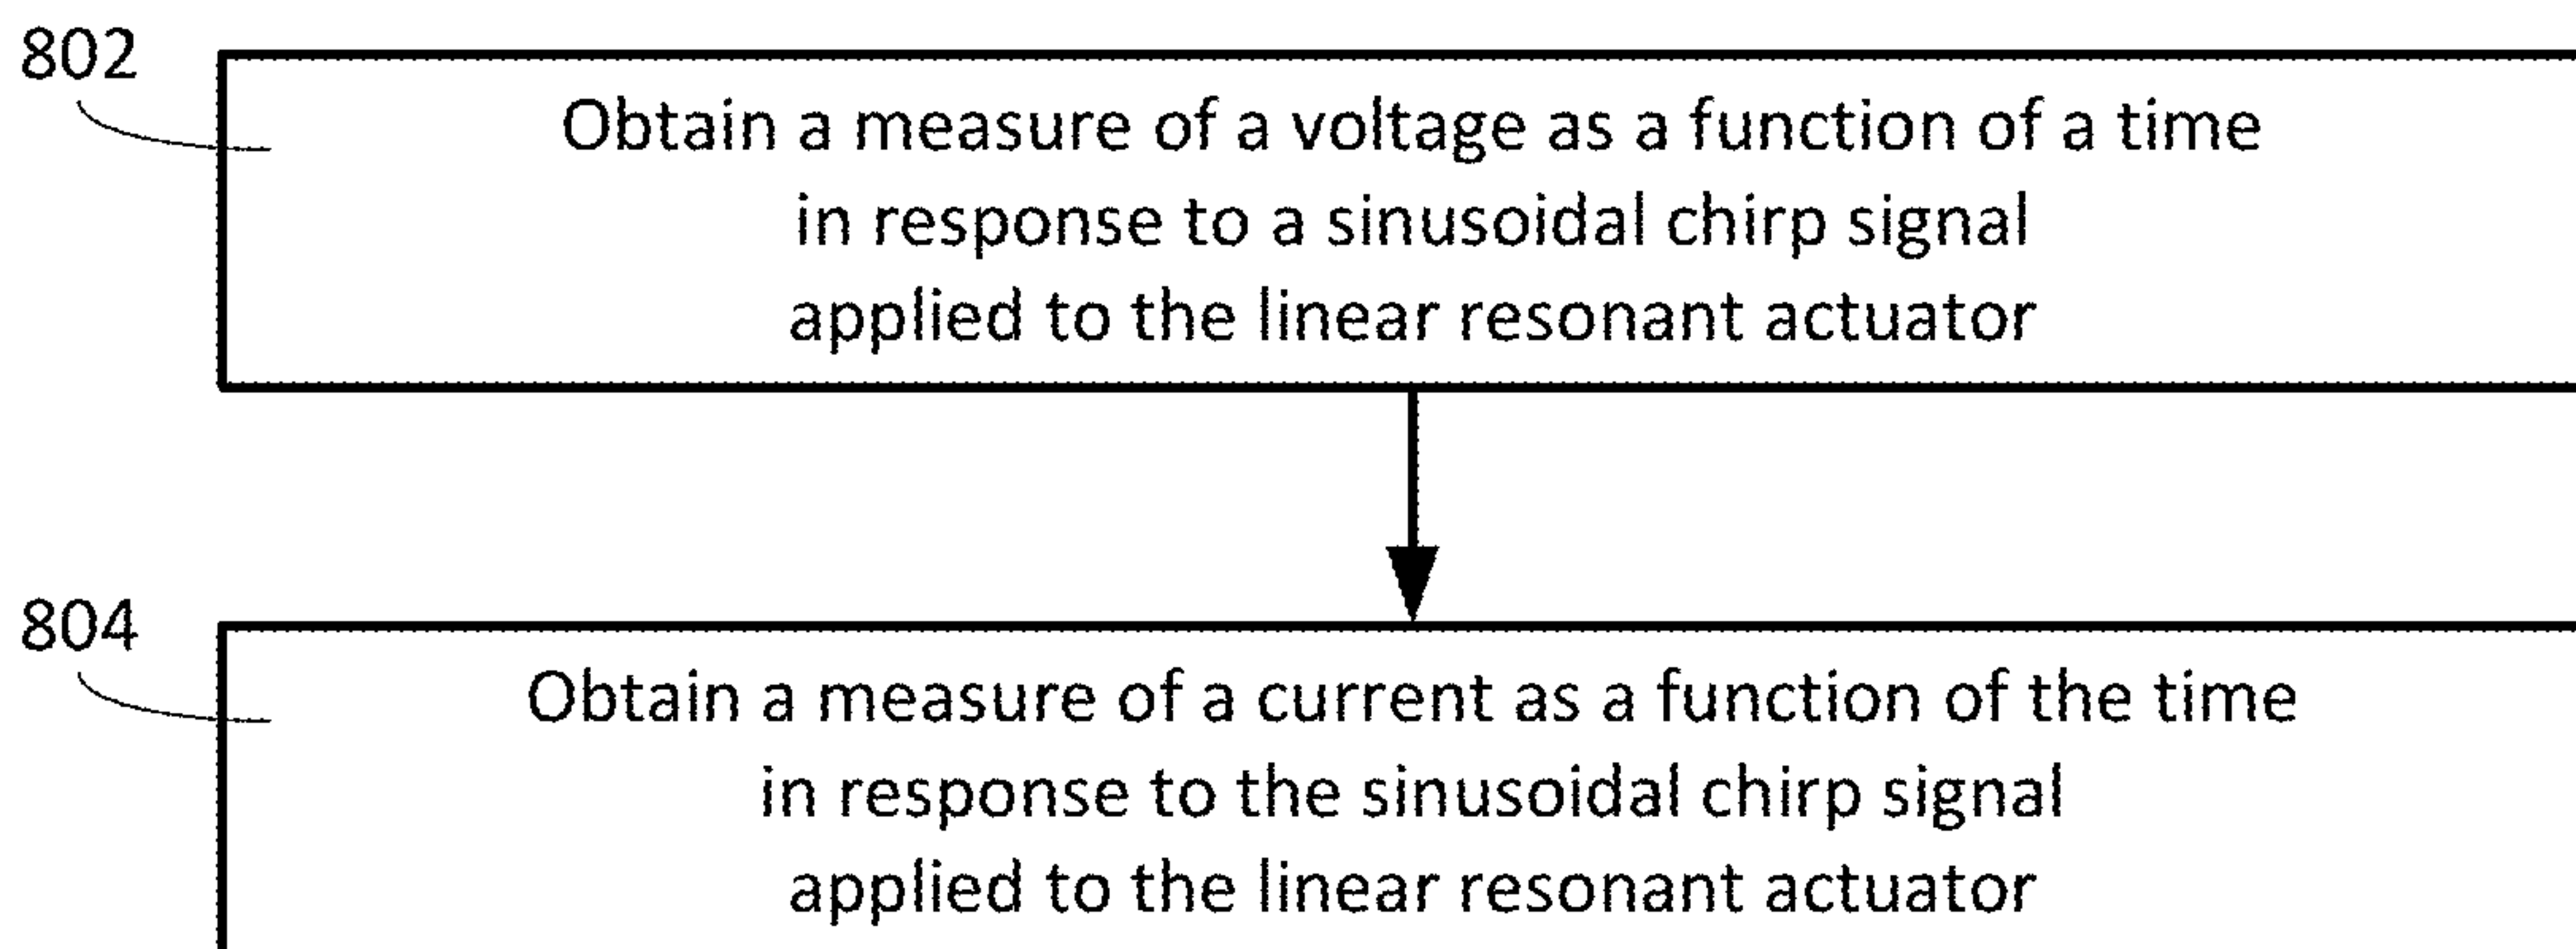 802
Obtain a measure of a voltage as a function of a time
in response to a sinusoidal chirp signal
applied to the linear resonant actuator
804
Obtain a measure of a current as a function of the time
in response to the sinusoidal chirp signal
applied to the linear resonant actuator